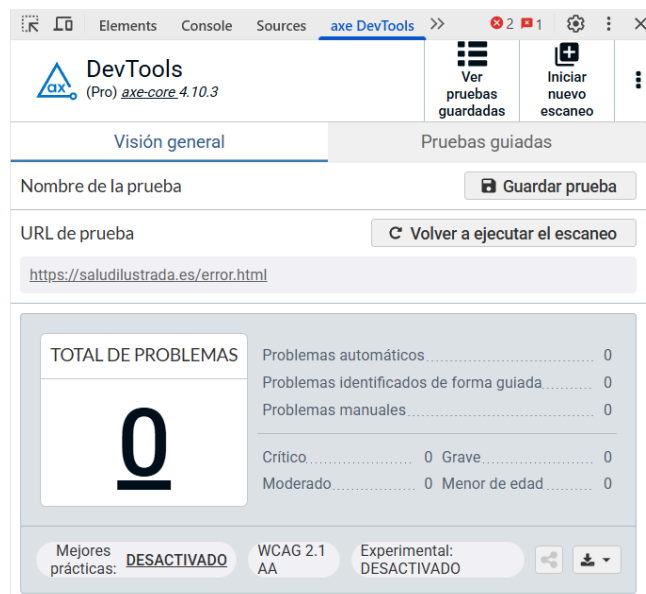 Elements Console Sources axe DevTools 2 1
ax
DevTools
(Pro) axe-core 4.10.3
Ver
pruebas
guardadas
Iniciar
nuevo
escaneo
Visión general
Pruebas guiadas
Nombre de la prueba
Guardar prueba
URL de prueba
Volver a ejecutar el escaneo
https://saludilustrada.es/error.html
TOTAL DE PROBLEMAS
0
Problemas automáticos 0
Problemas identificados de forma guiada 0
Problemas manuales 0
Crítico 0 Grave 0
Moderado 0 Menor de edad 0
Mejores
prácticas: DESACTIVADO
WCAG 2.1
AA
Experimental:
DESACTIVADO